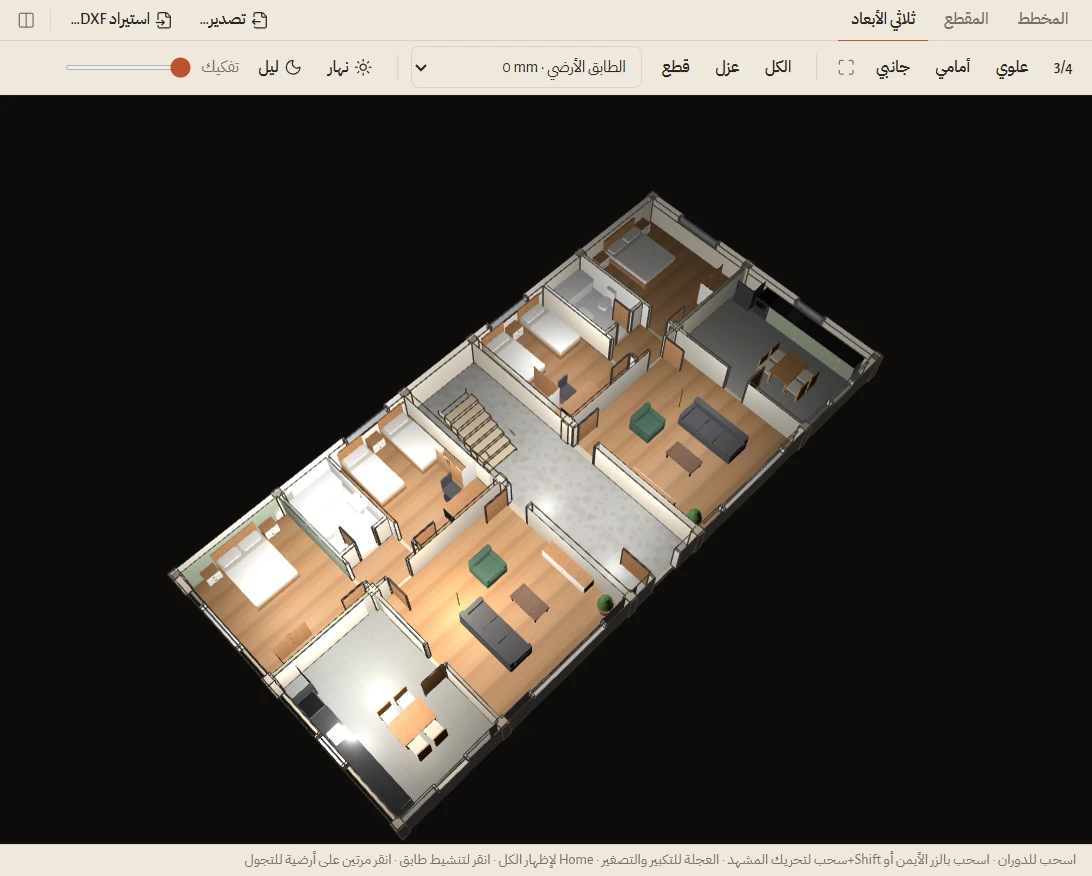 المخطط المقطع ثلاثي الأبعاد تصدير... استيراد DXF...
3/4 علوي أمامي جانبي الكل عزل قطع الطابق الأرضي · 0 mm نهار ليل تفكيك
اسحب للدوران · اسحب بالزر الأيمن أو Shift+سحب لتحريك المشهد · العجلة للتكبير والتصغير · Home لإظهار الكل · انقر لتنشيط طابق · انقر مرتين على أرضية للتجول